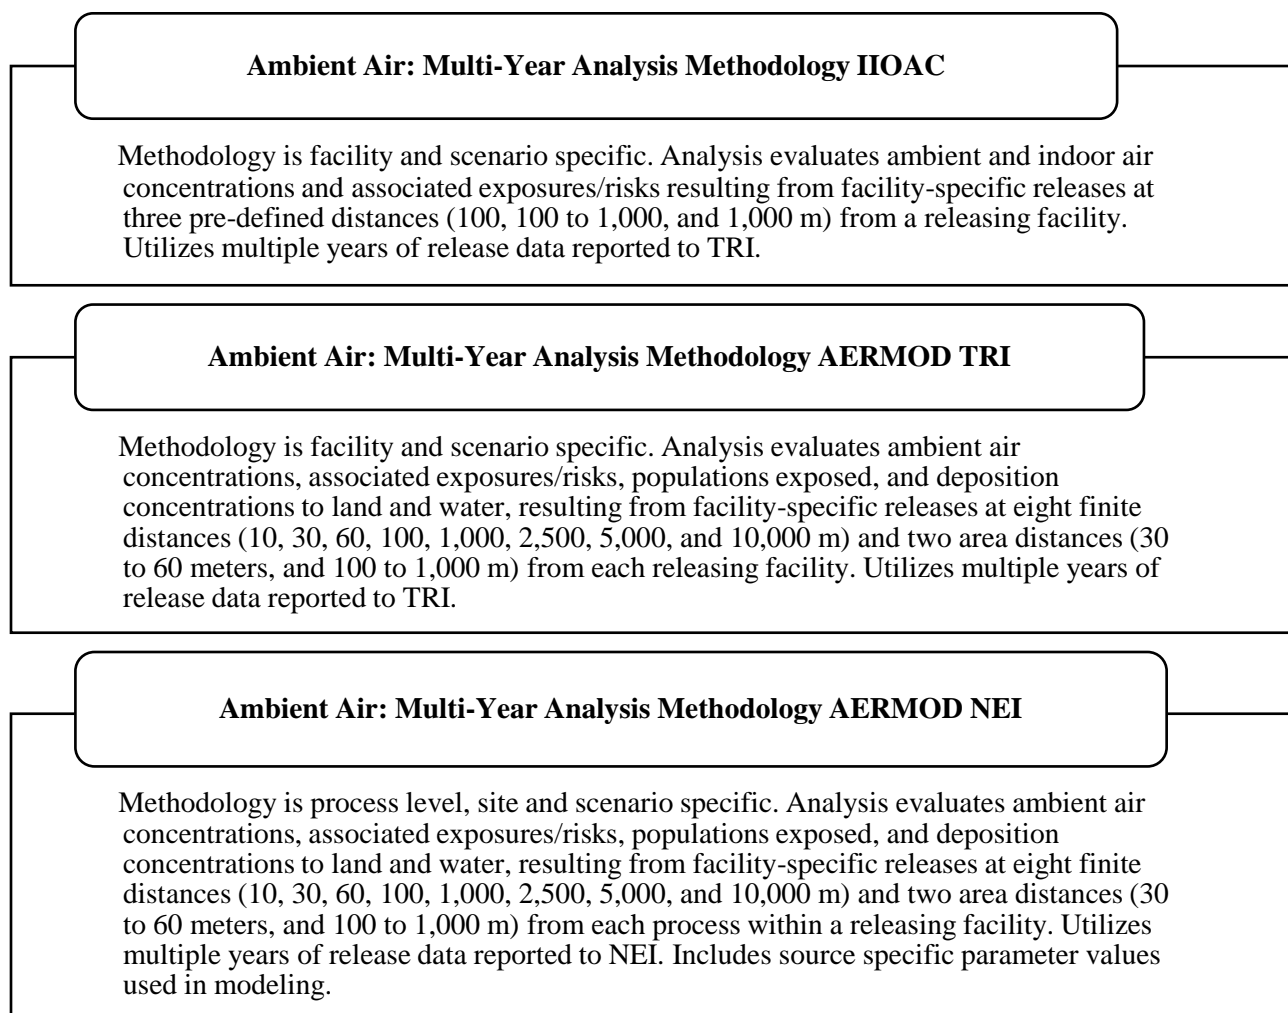 Ambient Air: Multi-Year Analysis Methodology IIOAC
Methodology is facility and scenario specific. Analysis evaluates ambient and indoor air
concentrations and associated exposures/risks resulting from facility-specific releases at
three pre-defined distances (100, 100 to 1,000, and 1,000 m) from a releasing facility.
Utilizes multiple years of release data reported to TRI.
Ambient Air: Multi-Year Analysis Methodology AERMOD TRI
Methodology is facility and scenario specific. Analysis evaluates ambient air
concentrations, associated exposures/risks, populations exposed, and deposition
concentrations to land and water, resulting from facility-specific releases at eight finite
distances (10, 30, 60, 100, 1,000, 2,500, 5,000, and 10,000 m) and two area distances (30
to 60 meters, and 100 to 1,000 m) from each releasing facility. Utilizes multiple years of
release data reported to TRI.
Ambient Air: Multi-Year Analysis Methodology AERMOD NEI
Methodology is process level, site and scenario specific. Analysis evaluates ambient air
concentrations, associated exposures/risks, populations exposed, and deposition
concentrations to land and water, resulting from facility-specific releases at eight finite
distances (10, 30, 60, 100, 1,000, 2,500, 5,000, and 10,000 m) and two area distances (30
to 60 meters, and 100 to 1,000 m) from each process within a releasing facility. Utilizes
multiple years of release data reported to NEI. Includes source specific parameter values
used in modeling.